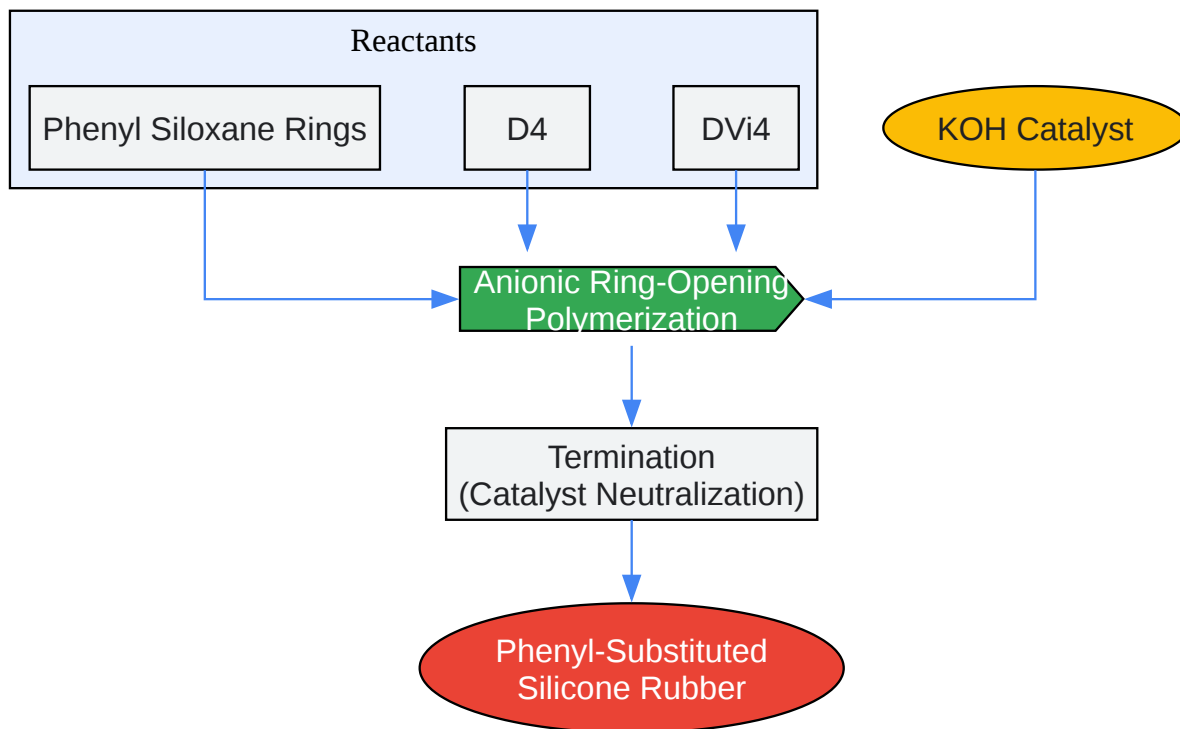 Reactants
Phenyl Siloxane Rings
D4
DVi4
KOH Catalyst
Anionic Ring-Opening
Polymerization
Termination
(Catalyst Neutralization)
Phenyl-Substituted
Silicone Rubber